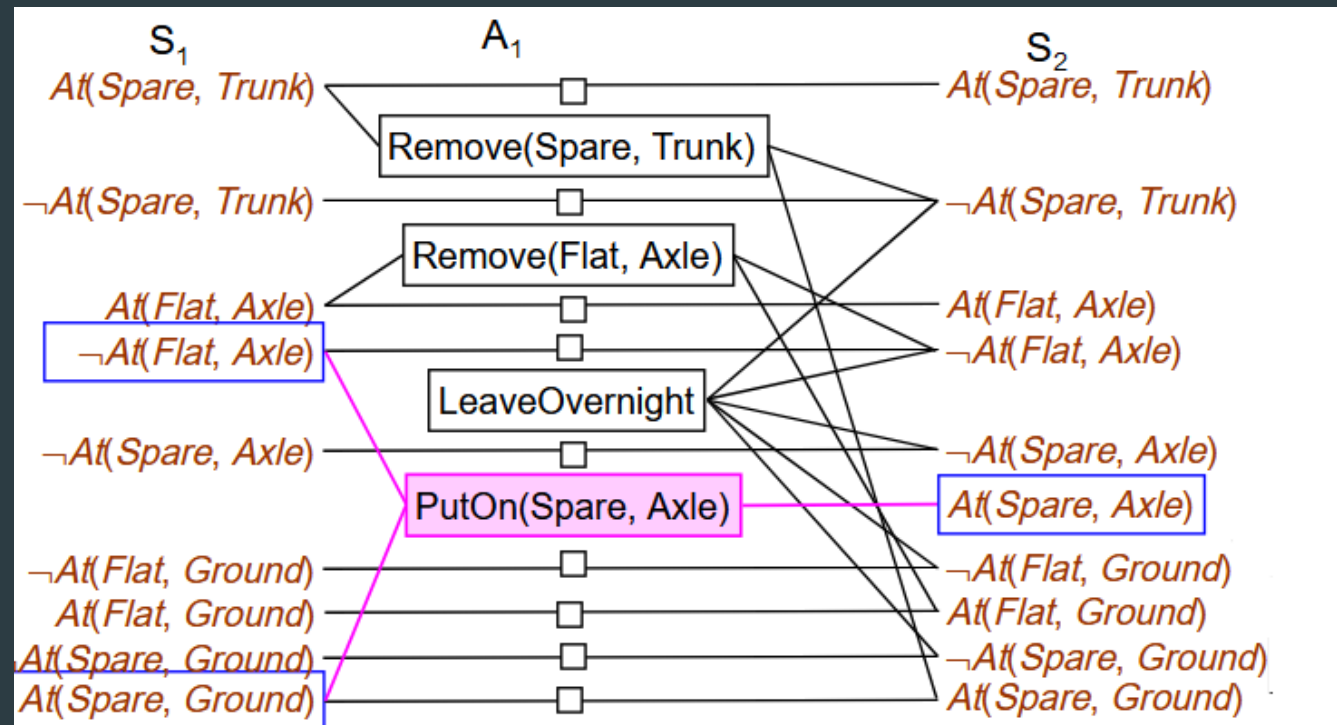 S₁ A₁ S₂
At(Spare, Trunk) At(Spare, Trunk)
Remove(Spare, Trunk)
¬At(Spare, Trunk) ¬At(Spare, Trunk)
Remove(Flat, Axle)
At(Flat, Axle) At(Flat, Axle)
¬At(Flat, Axle) ¬At(Flat, Axle)
LeaveOvernight
¬At(Spare, Axle) ¬At(Spare, Axle)
PutOn(Spare, Axle) At(Spare, Axle)
¬At(Flat, Ground) ¬At(Flat, Ground)
At(Flat, Ground) At(Flat, Ground)
¬At(Spare, Ground) ¬At(Spare, Ground)
At(Spare, Ground) At(Spare, Ground)